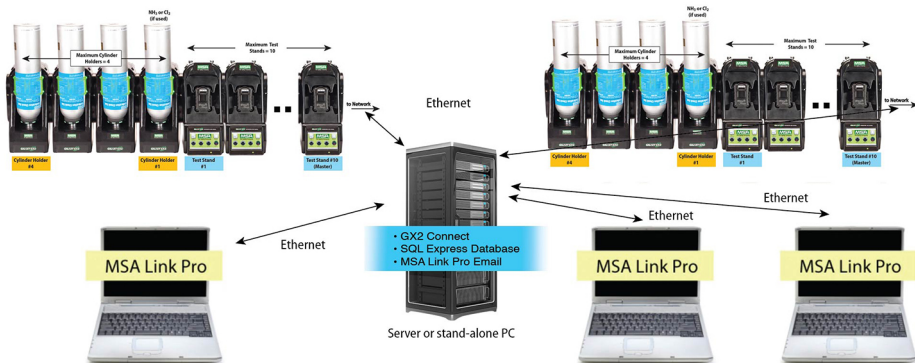 NH₃ or Cl₂
(if used)
Maximum Cylinder
Holders = 4
Maximum Test
Stands = 10
to Network
Cylinder Holder
#4
Cylinder Holder
#1
Test Stand
#1
Test Stand #10
(Master)
Ethernet
NH₃ or Cl₂
(if used)
Maximum Cylinder
Holders = 4
Maximum Test
Stands = 10
to Network
Cylinder Holder
#4
Cylinder Holder
#1
Test Stand
#1
Test Stand #10
(Master)
Ethernet
MSA Link Pro
• GX2 Connect
• SQL Express Database
• MSA Link Pro Email
Server or stand-alone PC
Ethernet
MSA Link Pro
Ethernet
MSA Link Pro